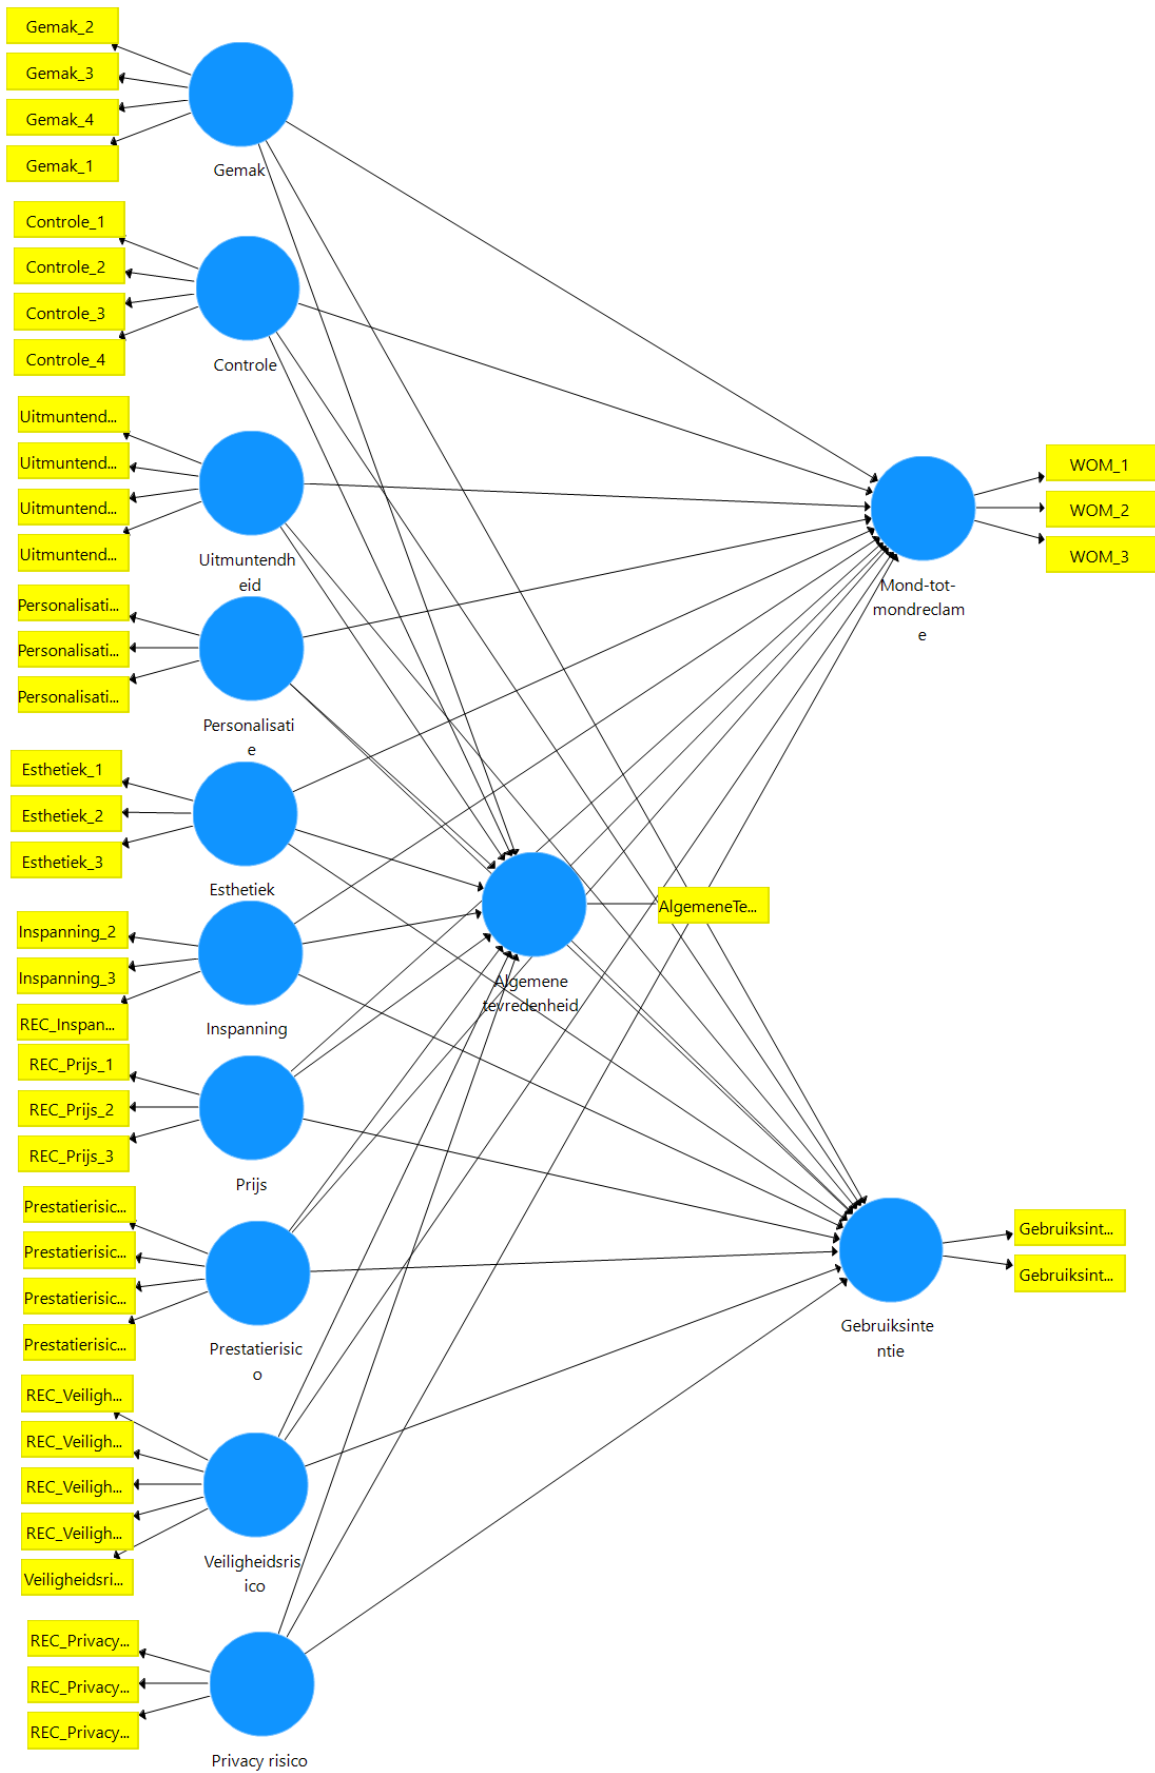 Gemak_2
Gemak_3
Gemak_4
Gemak_1
Gemak
Controle_1
Controle_2
Controle_3
Controle_4
Controle
Uitmuntend...
Uitmuntend...
Uitmuntend...
Uitmuntend...
Uitmuntendh
eid
Personalisati...
Personalisati...
Personalisati...
Personalisati
e
Esthetiek_1
Esthetiek_2
Esthetiek_3
Esthetiek
Inspanning_2
Inspanning_3
REC_Inspan...
Inspanning
REC_Prijs_1
REC_Prijs_2
REC_Prijs_3
Prijs
Prestatierisic...
Prestatierisic...
Prestatierisic...
Prestatierisic...
Prestatierisic
o
REC_Veiligh...
REC_Veiligh...
REC_Veiligh...
REC_Veiligh...
Veiligheidsri...
Veiligheidsris
ico
REC_Privacy...
REC_Privacy...
REC_Privacy...
Privacy risico
AlgemeneTe...
Algemene
tevredenheid
WOM_1
WOM_2
WOM_3
Mond-tot-
mondreclam
e
Gebruiksint...
Gebruiksint...
Gebruiksinte
ntie